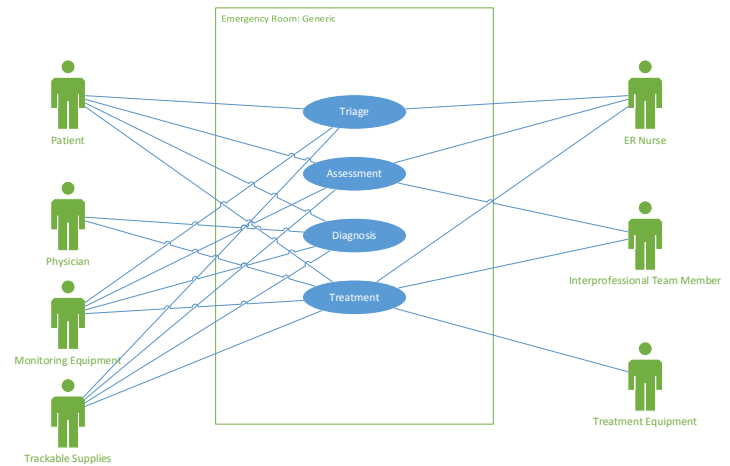 Emergency Room: Generic
Patient
Triage
ER Nurse
Assessment
Physician
Diagnosis
Interprofessional Team Member
Monitoring Equipment
Treatment
Treatment Equipment
Trackable Supplies